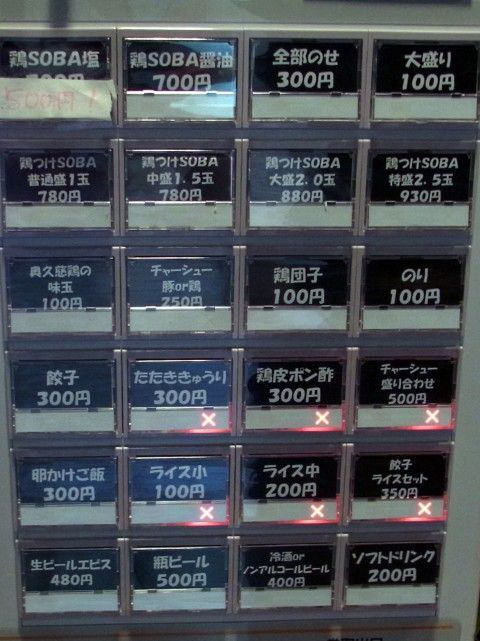 鶏SOBA塩
700円
500円!
鶏SOBA醤油
700円
全部のせ
300円
大盛り
100円
鶏つけSOBA
普通盛1玉
780円
鶏つけSOBA
中盛1.5玉
780円
鶏つけSOBA
大盛2.0玉
880円
鶏つけSOBA
特盛2.5玉
930円
奥久慈鶏の
味玉
100円
チャーシュー
豚or鶏
250円
鶏団子
100円
のり
100円
餃子
300円
たたききゅうり
300円
鶏皮ポン酢
300円
チャーシュー
盛り合わせ
500円
卵かけご飯
300円
ライス小
100円
ライス中
200円
餃子
ライスセット
350円
生ビールエビス
480円
瓶ビール
500円
冷酒or
ノンアルコールビール
400円
ソフトドリンク
200円